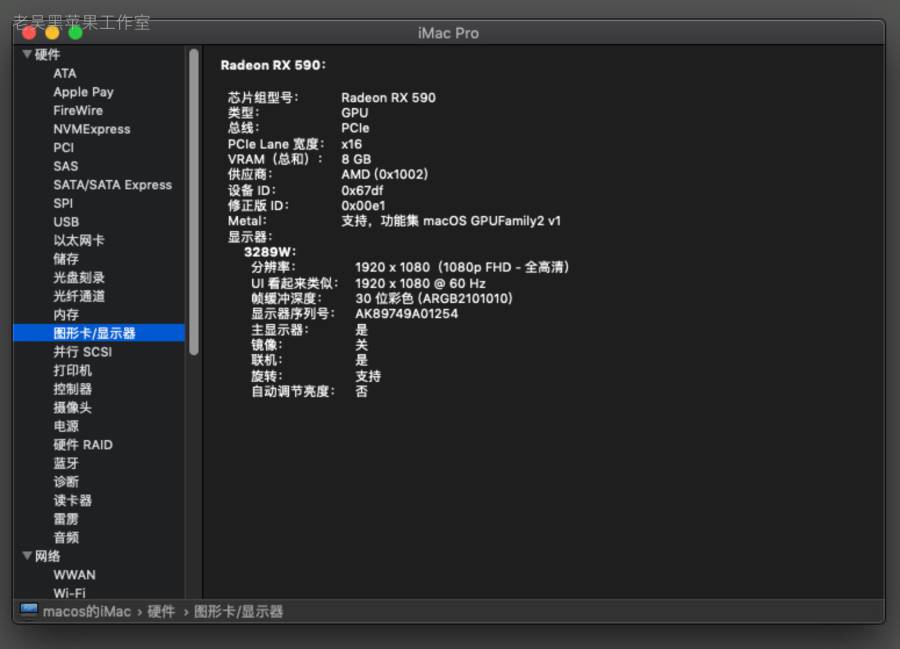 老吴黑苹果工作室
iMac Pro
硬件
ATA
Apple Pay
FireWire
NVMExpress
PCI
SAS
SATA/SATA Express
SPI
USB
以太网卡
储存
光盘刻录
光纤通道
内存
图形卡/显示器
并行 SCSI
打印机
控制器
摄像头
电源
硬件 RAID
蓝牙
诊断
读卡器
雷雳
音频
网络
WWAN
Wi-Fi
Radeon RX 590：
芯片组型号： Radeon RX 590
类型： GPU
总线： PCIe
PCIe Lane 宽度： x16
VRAM（总和）： 8 GB
供应商： AMD (0x1002)
设备 ID： 0x67df
修正版 ID： 0x00e1
Metal： 支持，功能集 macOS GPUFamily2 v1
显示器：
3289W：
分辨率： 1920 x 1080（1080p FHD - 全高清）
UI 看起来类似： 1920 x 1080 @ 60 Hz
帧缓冲深度： 30 位彩色 (ARGB2101010)
显示器序列号： AK89749A01254
主显示器： 是
镜像： 关
联机： 是
旋转： 支持
自动调节亮度： 否
macos的iMac › 硬件 › 图形卡/显示器